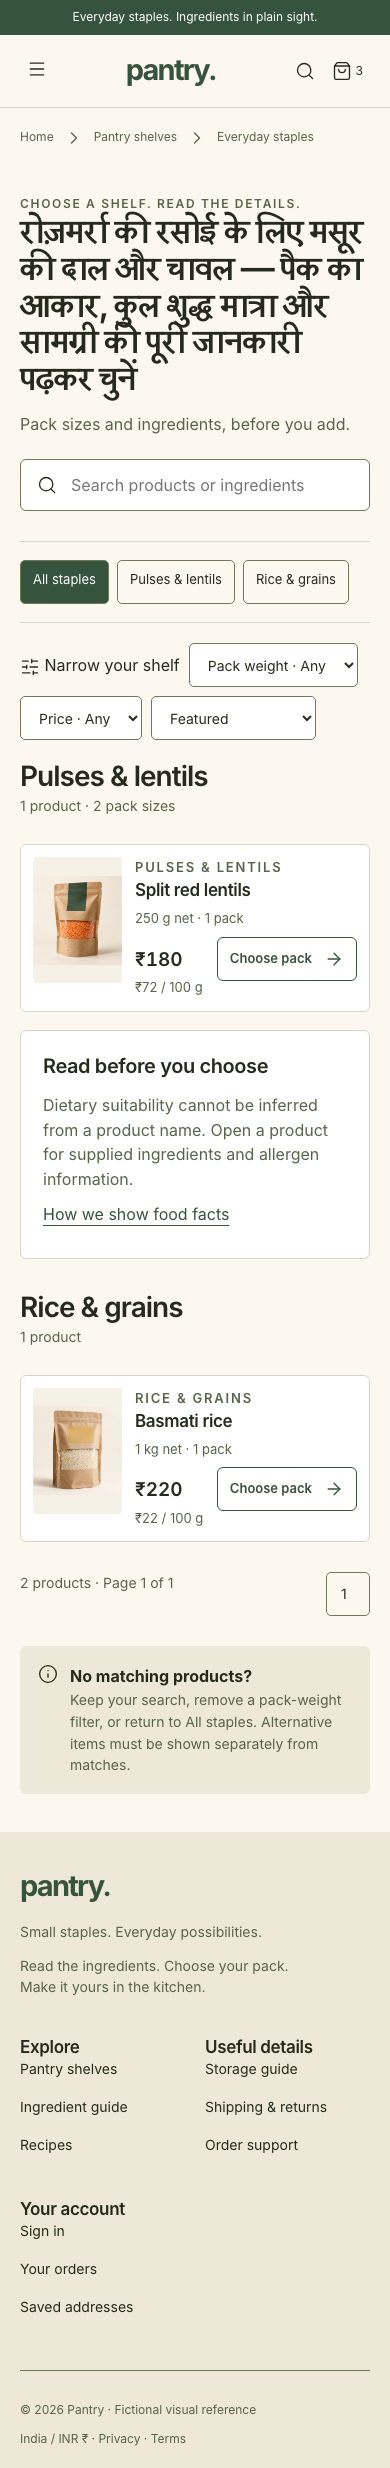 Everyday staples. Ingredients in plain sight.
pantry.
3
Home > Pantry shelves > Everyday staples
CHOOSE A SHELF. READ THE DETAILS.
रोज़मर्रा की रसोई के लिए मसूर
की दाल और चावल — पैक का
आकार, कुल शुद्ध मात्रा और
सामग्री की पूरी जानकारी
पढ़कर चुनें
Pack sizes and ingredients, before you add.
Search products or ingredients
All staples
Pulses & lentils
Rice & grains
Narrow your shelf
Pack weight · Any
Price · Any
Featured
Pulses & lentils
1 product · 2 pack sizes
PULSES & LENTILS
Split red lentils
250 g net · 1 pack
₹180
Choose pack
₹72 / 100 g
Read before you choose
Dietary suitability cannot be inferred
from a product name. Open a product
for supplied ingredients and allergen
information.
How we show food facts
Rice & grains
1 product
RICE & GRAINS
Basmati rice
1 kg net · 1 pack
₹220
Choose pack
₹22 / 100 g
2 products · Page 1 of 1
1
No matching products?
Keep your search, remove a pack-weight
filter, or return to All staples. Alternative
items must be shown separately from
matches.
pantry.
Small staples. Everyday possibilities.
Read the ingredients. Choose your pack.
Make it yours in the kitchen.
Explore
Pantry shelves
Ingredient guide
Recipes
Useful details
Storage guide
Shipping & returns
Order support
Your account
Sign in
Your orders
Saved addresses
© 2026 Pantry · Fictional visual reference
India / INR ₹ · Privacy · Terms